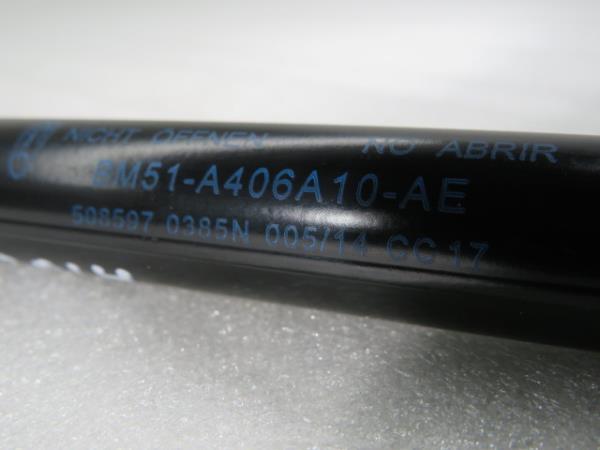 NICHT ÖFFNEN NO ABRIR
BM51-A406A10-AE
508597 0385N 005/14 CC 17